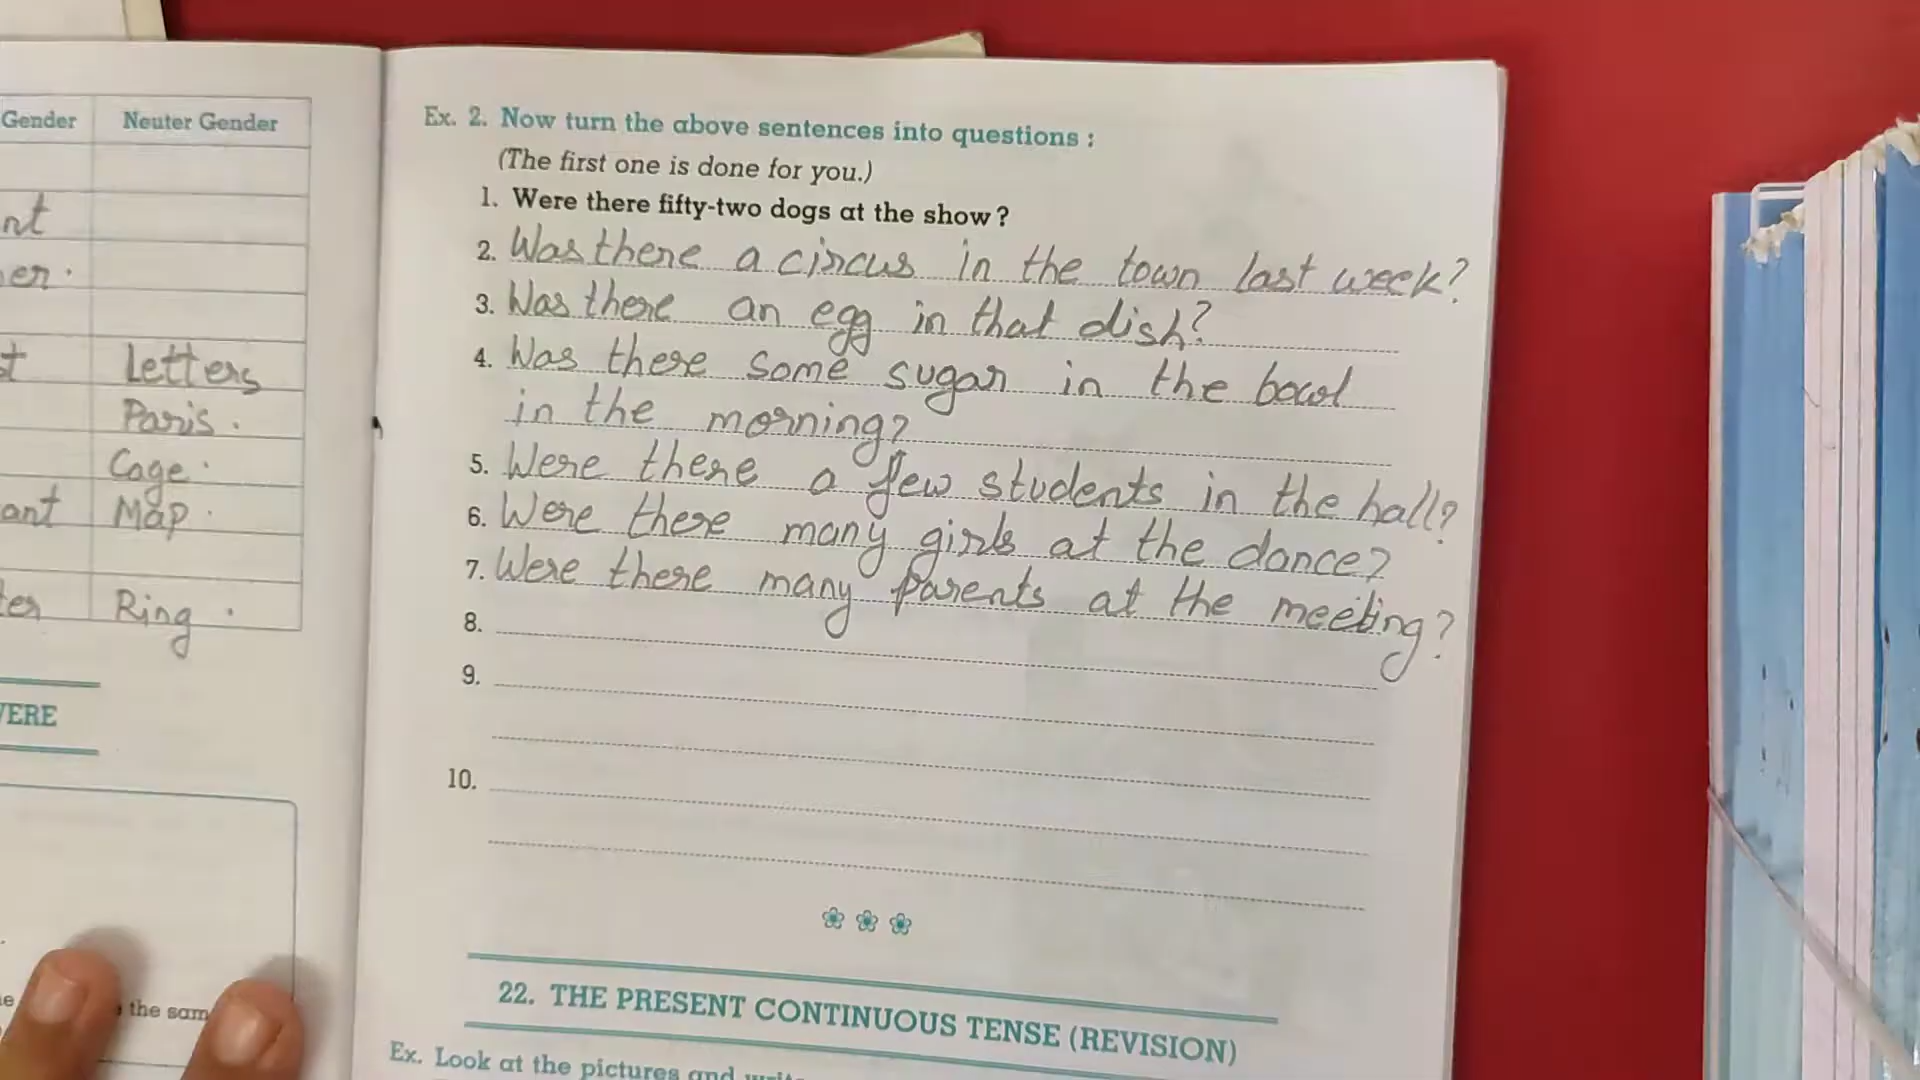 Gender Neuter Gender
nt
er.
Letters
Paris.
Cage.
ant Map.
Ring.
ERE
the sam
Ex. 2. Now turn the above sentences into questions :
(The first one is done for you.)
1. Were there fifty-two dogs at the show?
2. Was there a circus in the town last week?
3. Was there an egg in that dish?
4. Was there some sugar in the bowl
in the morning?
5. Were there a few students in the hall?
6. Were there many girls at the dance?
7. Were there many parents at the meeting?
8.
9.
10.
22. THE PRESENT CONTINUOUS TENSE (REVISION)
Ex. Look at the pictures and